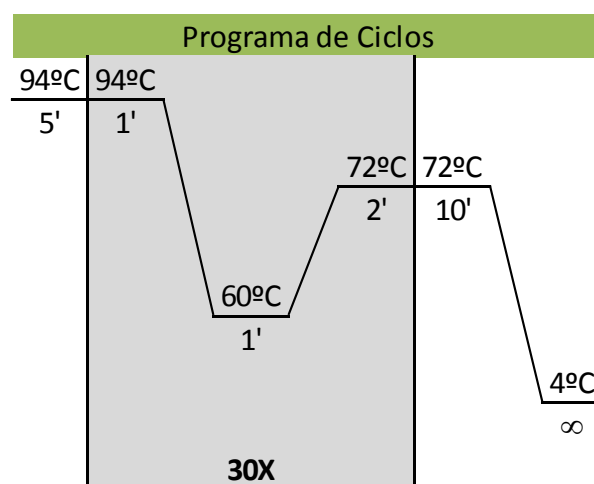 Programa de Ciclos
94ºC 94ºC
5' 1'
72ºC 72ºC
2' 10'
60ºC
1'
4ºC
∞
30X